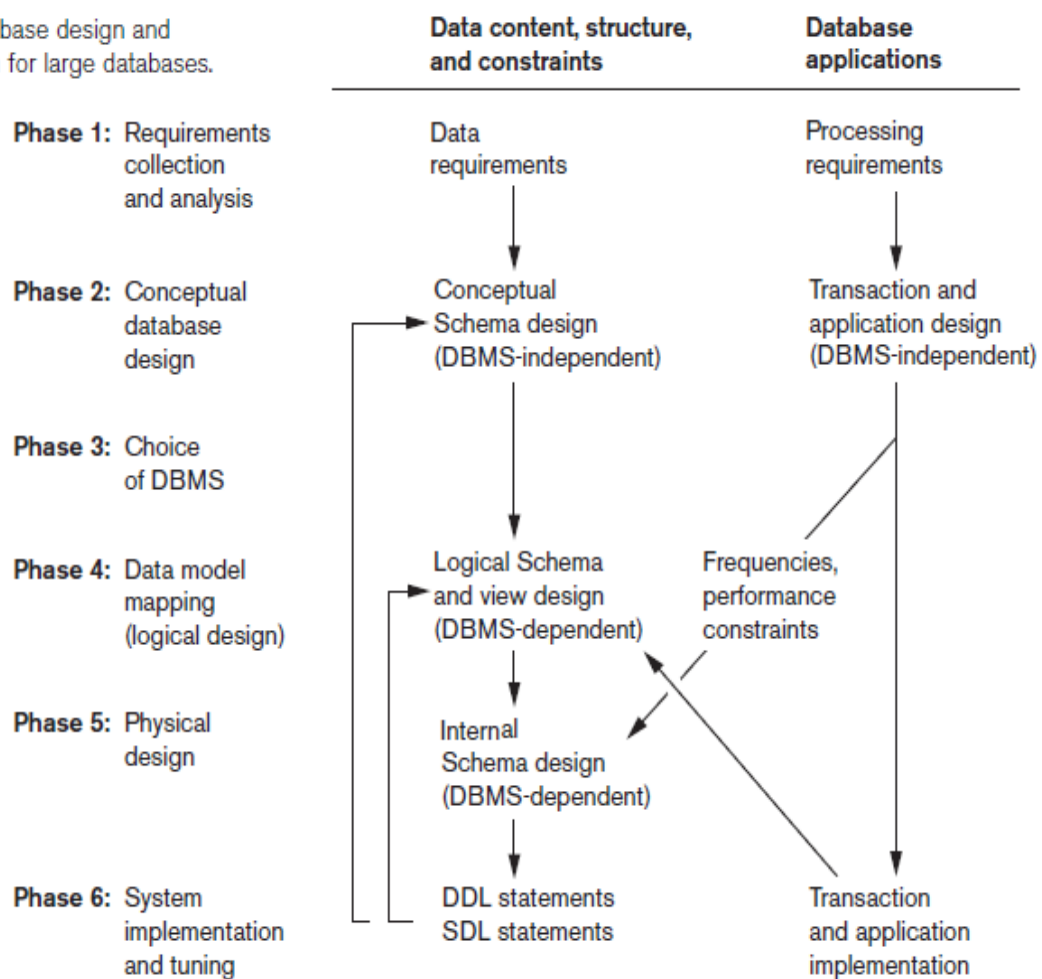 base design and
for large databases.
Data content, structure,
and constraints
Database
applications
Phase 1: Requirements
collection
and analysis
Data
requirements
Processing
requirements
Phase 2: Conceptual
database
design
Conceptual
Schema design
(DBMS-independent)
Transaction and
application design
(DBMS-independent)
Phase 3: Choice
of DBMS
Phase 4: Data model
mapping
(logical design)
Logical Schema
and view design
(DBMS-dependent)
Frequencies,
performance
constraints
Phase 5: Physical
design
Internal
Schema design
(DBMS-dependent)
Phase 6: System
implementation
and tuning
DDL statements
SDL statements
Transaction
and application
implementation